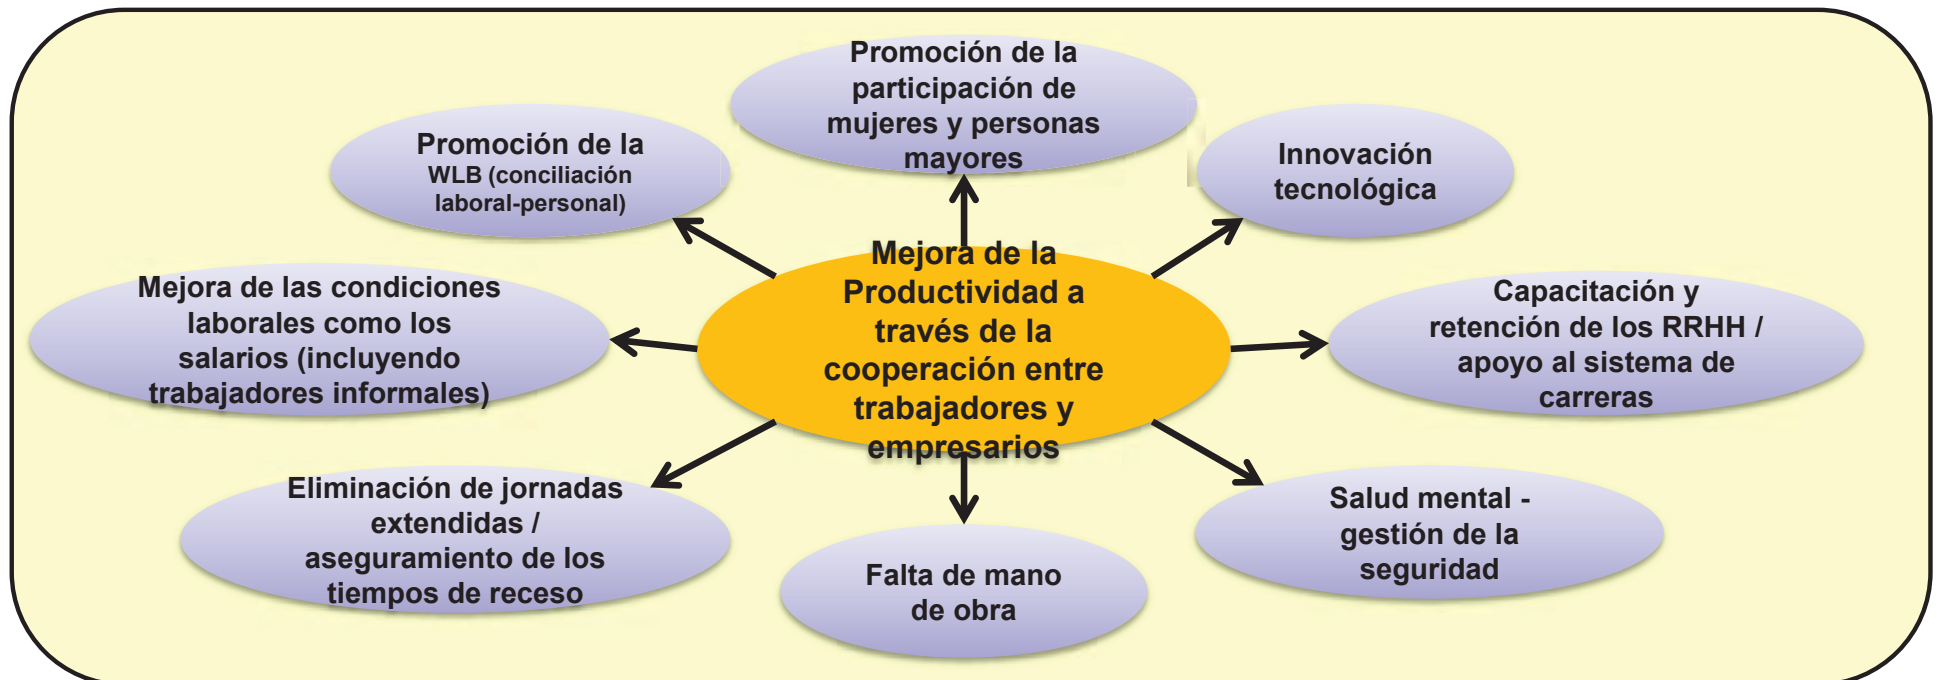 Promoción de la
participación de
mujeres y personas
mayores
Promoción de la
WLB (conciliación
laboral-personal)
Innovación
tecnológica
Mejora de la
Productividad a
través de la
cooperación entre
trabajadores y
empresarios
Mejora de las condiciones
laborales como los
salarios (incluyendo
trabajadores informales)
Capacitación y
retención de los RRHH /
apoyo al sistema de
carreras
Eliminación de jornadas
extendidas /
aseguramiento de los
tiempos de receso
Falta de mano
de obra
Salud mental -
gestión de la
seguridad